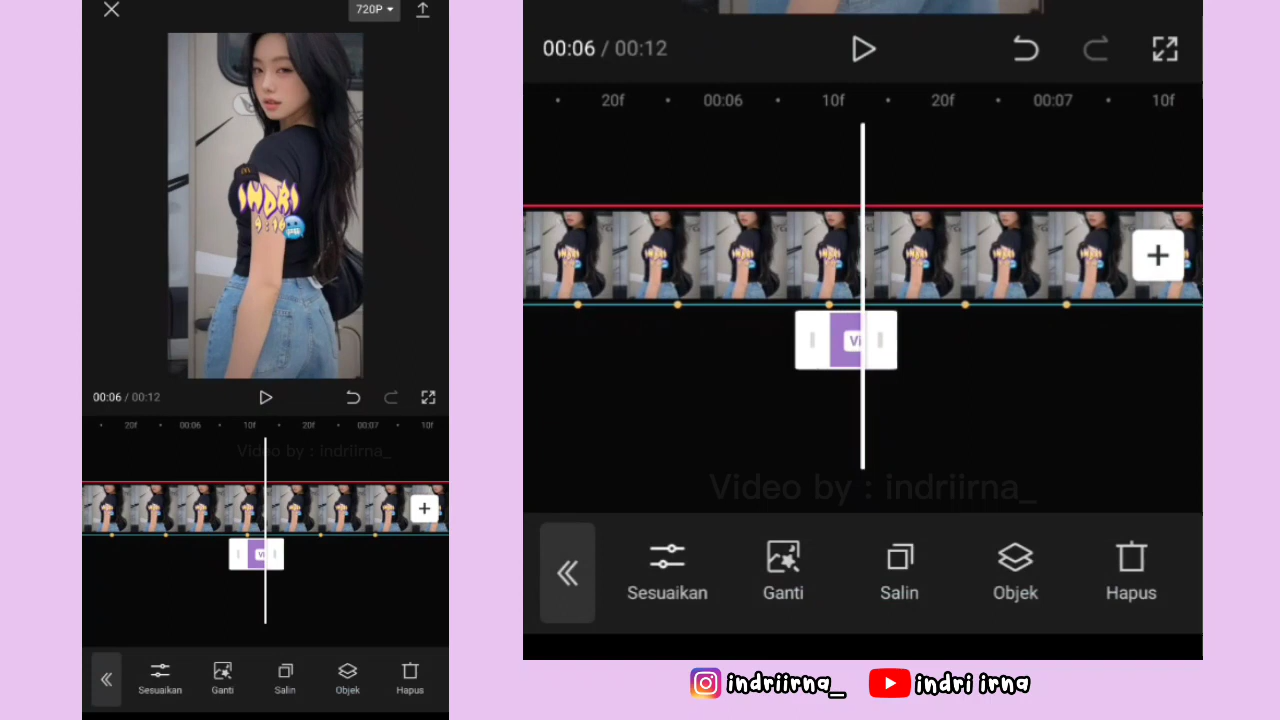 720P
INDRI
00:06 / 00:12
20f 00:06 10f 20f 00:07 10f
Video by : indriirna_
Vi
Sesuaikan Ganti Salin Objek Hapus
00:06 / 00:12
20f 00:06 10f 20f 00:07 10f
Vi
Video by : indriirna_
Sesuaikan Ganti Salin Objek Hapus
indriirna_ indri irna